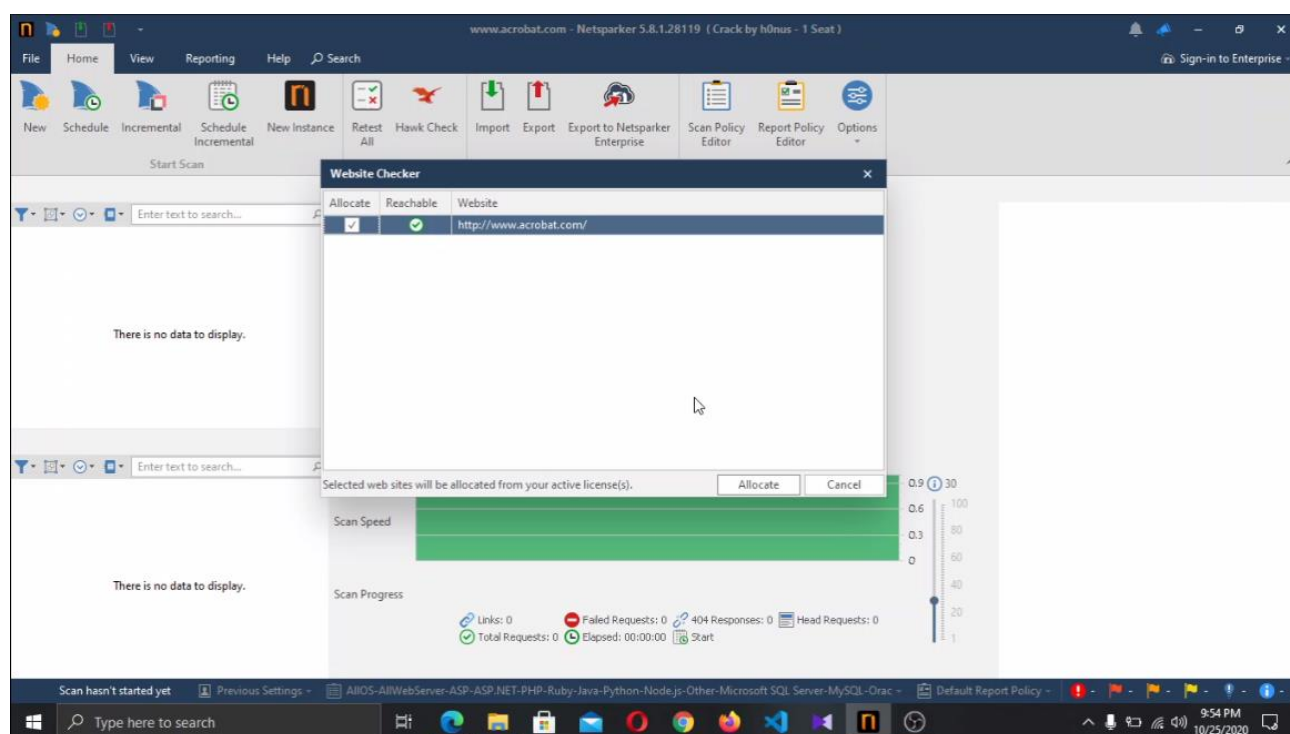 www.acrobat.com - Netsparker 5.8.1.28119 (Crack by h0nus - 1 Seat)
File Home View Reporting Help Search Sign-in to Enterprise
New Schedule Incremental Schedule Incremental New Instance Retest All Hawk Check Import Export Export to Netsparker Enterprise Scan Policy Editor Report Policy Editor Options
Start Scan
Website Checker
Allocate Reachable Website
http://www.acrobat.com/
Enter text to search...
There is no data to display.
Enter text to search...
Selected web sites will be allocated from your active license(s). Allocate Cancel
0.9 30
0.6 100
Scan Speed
0.3 80
0 60
There is no data to display.
Scan Progress
40
20
Links: 0 Failed Requests: 0 404 Responses: 0 Head Requests: 0
Total Requests: 0 Elapsed: 00:00:00 Start
1
Scan hasn't started yet Previous Settings AllOS-AllWebServer-ASP-ASP.NET-PHP-Ruby-Java-Python-Node.js-Other-Microsoft SQL Server-MySQL-Orac Default Report Policy
Type here to search
9:54 PM
10/25/2020